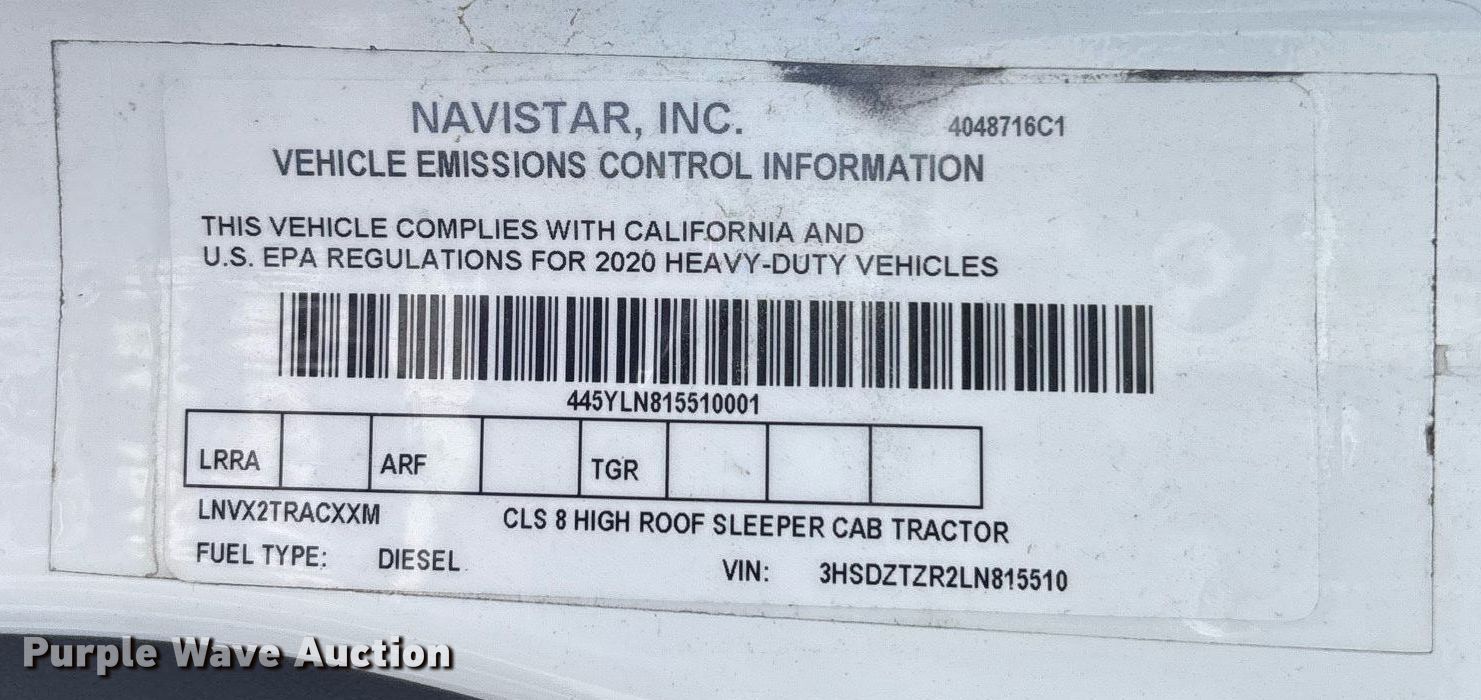 NAVISTAR, INC.
4048716C1
VEHICLE EMISSIONS CONTROL INFORMATION
THIS VEHICLE COMPLIES WITH CALIFORNIA AND
U.S. EPA REGULATIONS FOR 2020 HEAVY-DUTY VEHICLES
445YLN815510001
LRRA ARF TGR
LNVX2TRACXXM CLS 8 HIGH ROOF SLEEPER CAB TRACTOR
FUEL TYPE: DIESEL VIN: 3HSDZTZR2LN815510
Purple Wave Auction